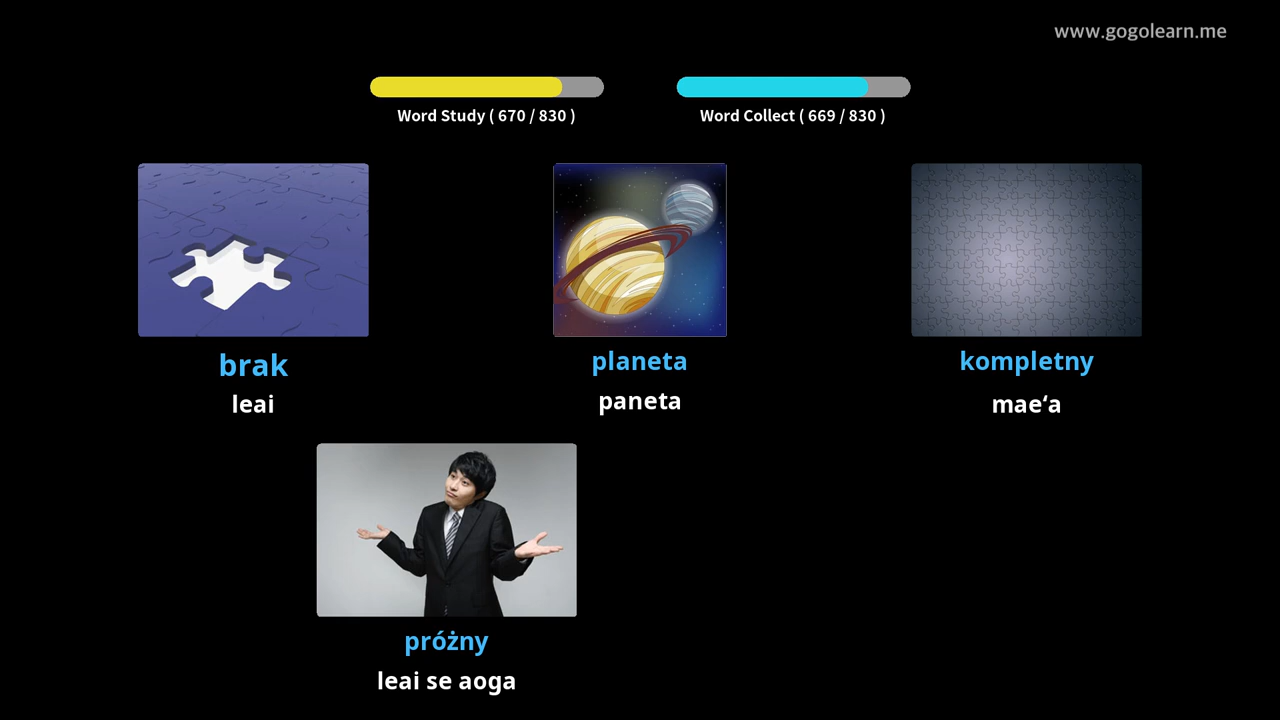 www.gogolearn.me
Word Study ( 670 / 830 )
Word Collect ( 669 / 830 )
brak
leai
planeta
paneta
kompletny
mae‘a
próżny
leai se aoga